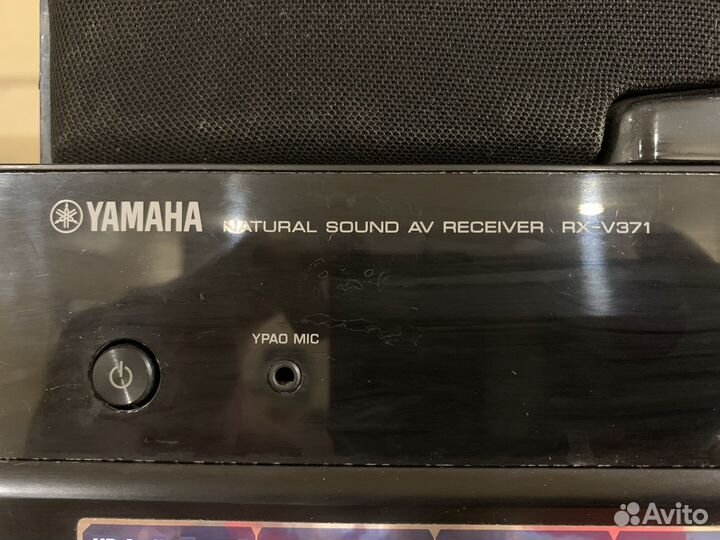 YAMAHA NATURAL SOUND AV RECEIVER RX-V371
YPAO MIC
Avito